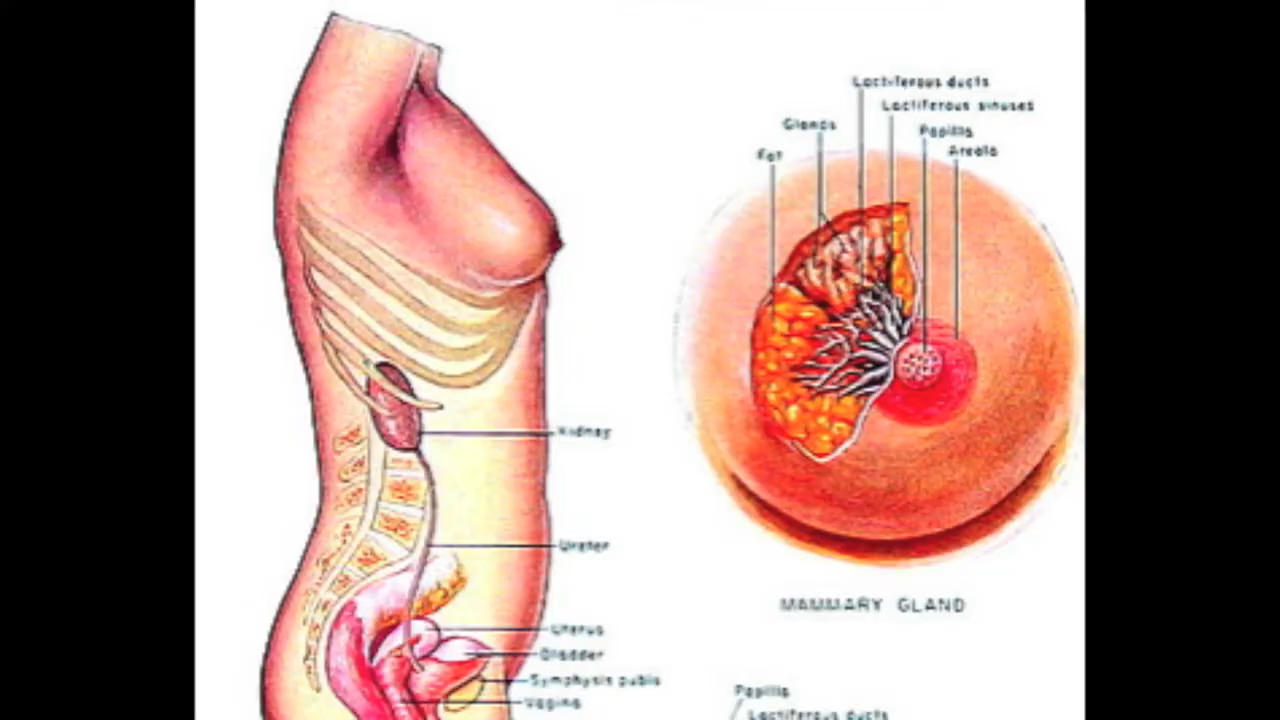 Lactiferous ducts
Lactiferous sinuses
Glands
Papilla
Fat
Areola
Kidney
Ureter
MAMMARY GLAND
Uterus
Bladder
Symphysis pubis
Vagina
Papilla
Lactiferous ducts